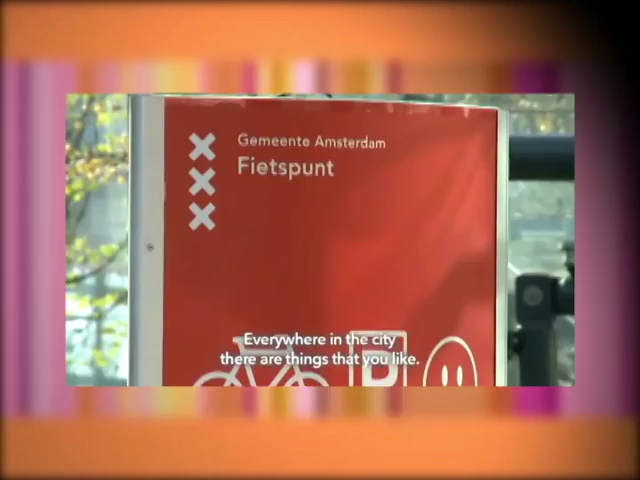 Gemeente Amsterdam
Fietspunt
Everywhere in the city
there are things that you like.
P